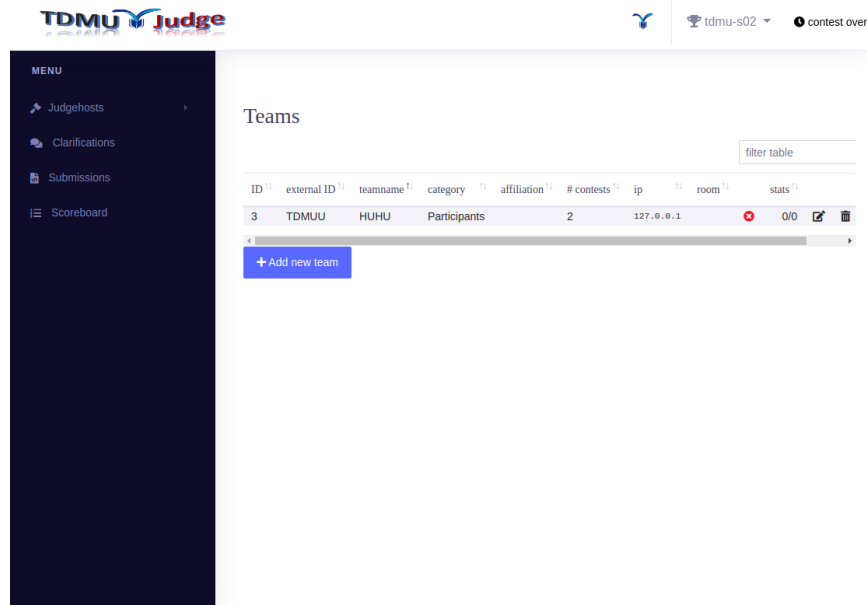 TDMU Judge
tdmu-s02
contest over
MENU
Judgehosts
Clarifications
Submissions
Scoreboard
Teams
filter table
ID external ID teamname category affiliation # contests ip room stats
3 TDMUU HUHU Participants 2 127.0.0.1 0/0
Add new team